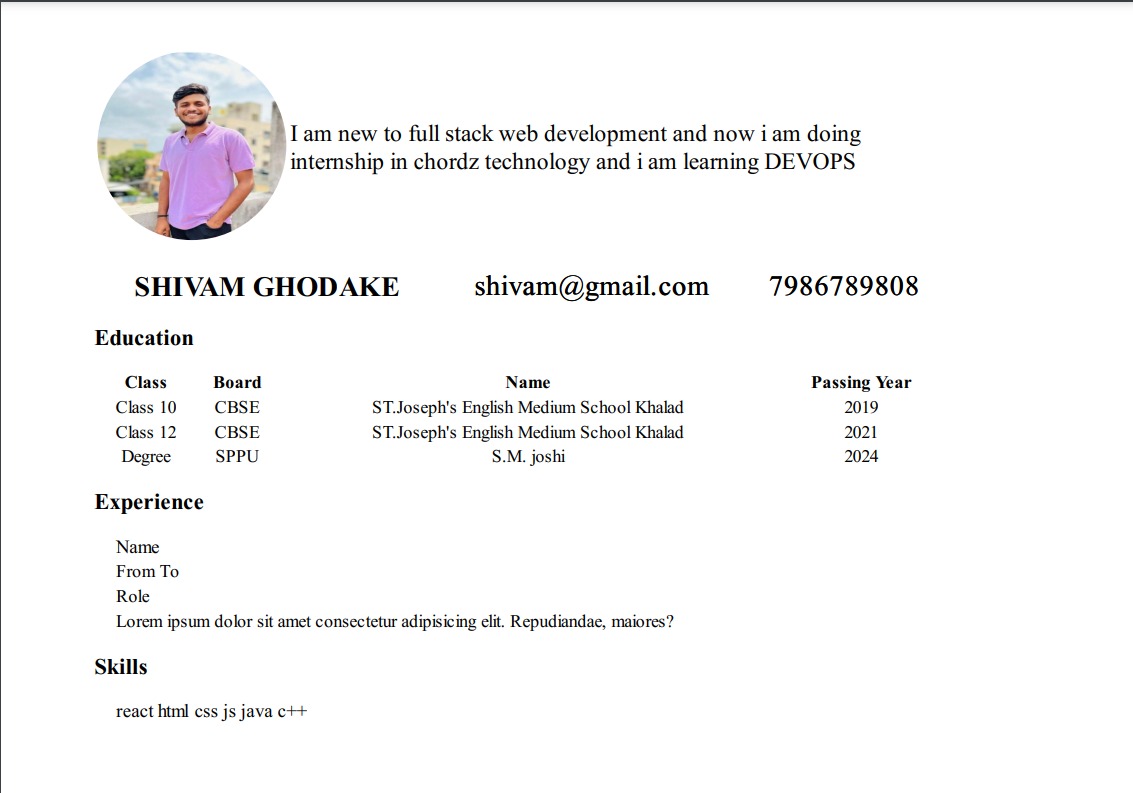 I am new to full stack web development and now i am doing
internship in chordz technology and i am learning DEVOPS
SHIVAM GHODAKE shivam@gmail.com 7986789808
Education
Class Board Name Passing Year
Class 10 CBSE ST.Joseph's English Medium School Khalad 2019
Class 12 CBSE ST.Joseph's English Medium School Khalad 2021
Degree SPPU S.M. joshi 2024
Experience
Name
From To
Role
Lorem ipsum dolor sit amet consectetur adipisicing elit. Repudiandae, maiores?
Skills
react html css js java c++